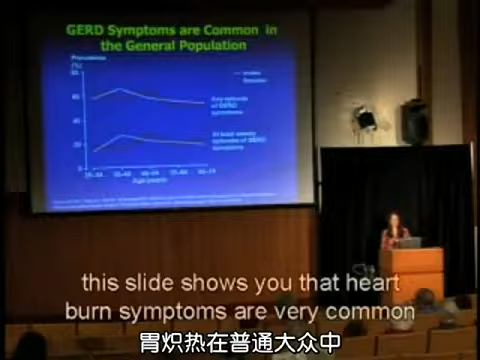 GERD Symptoms are Common in
the General Population
Prevalence
(%)
Any episode
of GERD
symptoms
At least weekly
episodes of GERD
symptoms
Age (years)
this slide shows you that heart
burn symptoms are very common
胃炽热在普通大众中